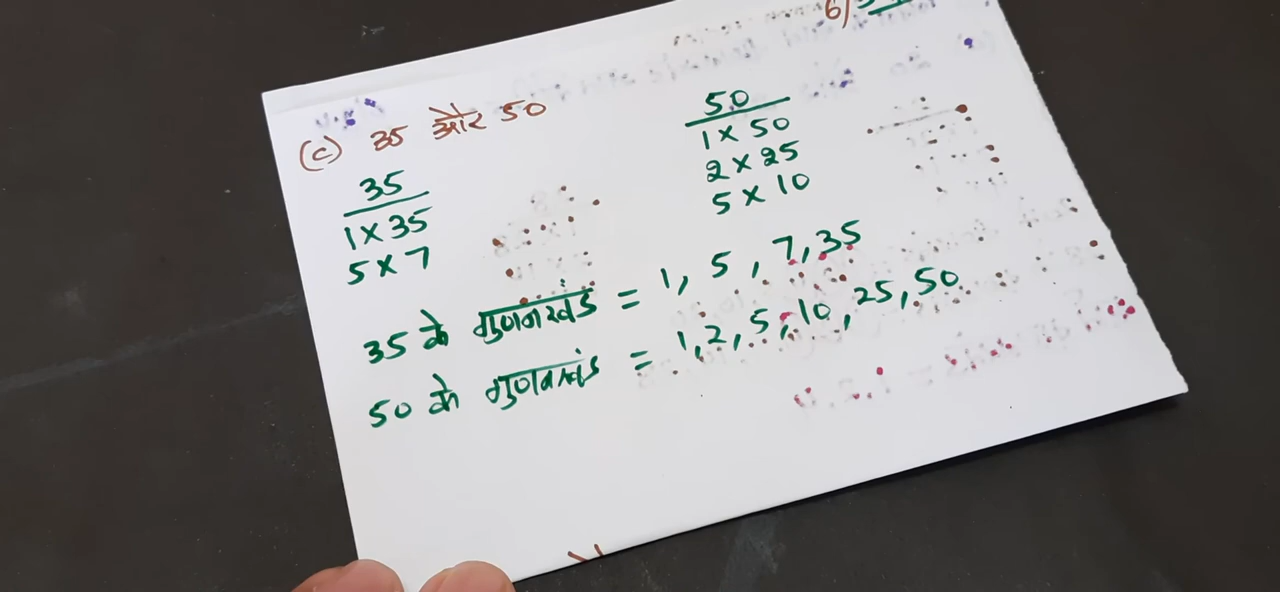 6)
(c) 35 और 50
35
1 × 35
5 × 7
50
1 × 50
2 × 25
5 × 10
35 के गुणनखंड = 1, 5, 7, 35
50 के गुणनखंड = 1, 2, 5, 10, 25, 50